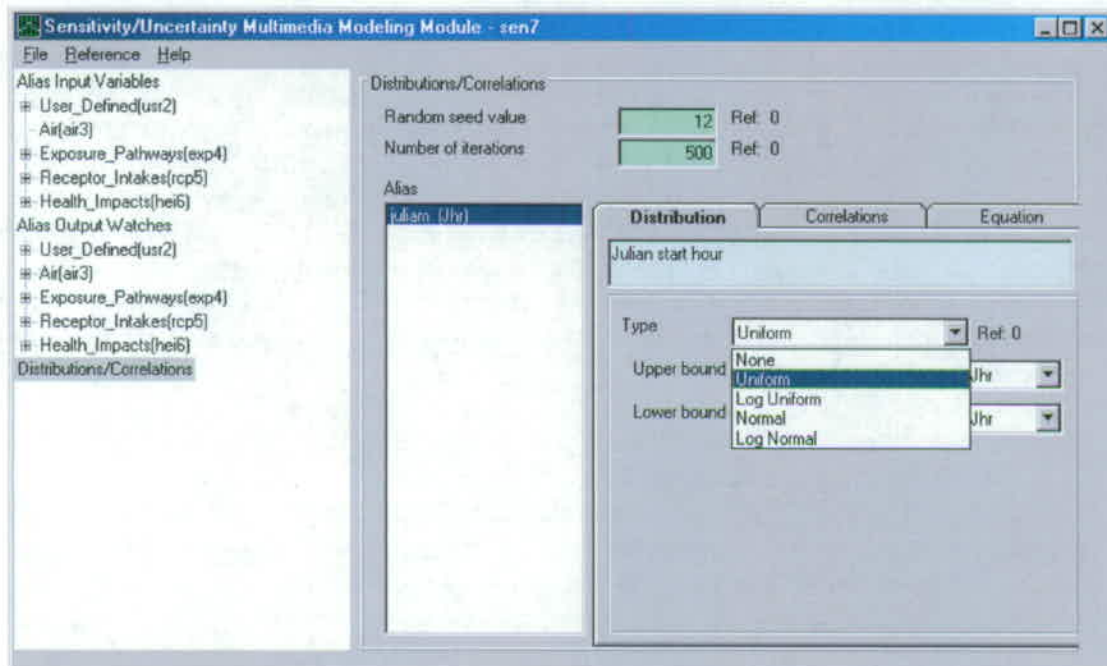 Sensitivity/Uncertainty Multimedia Modeling Module - sen7
File Reference Help
Alias Input Variables
User_Defined(usr2)
Air(air3)
Exposure_Pathways(exp4)
Receptor_Intakes(rcp5)
Health_Impacts(hei6)
Alias Output Watches
User_Defined(usr2)
Air(air3)
Exposure_Pathways(exp4)
Receptor_Intakes(rcp5)
Health_Impacts(hei6)
Distributions/Correlations
Distributions/Correlations
Random seed value 12 Ref: 0
Number of iterations 500 Ref: 0
Alias
juliam (Jhr)
Distribution Correlations Equation
Julian start hour
Type Uniform Ref: 0
None
Upper bound Uniform Jhr
Log Uniform
Lower bound Normal Jhr
Log Normal